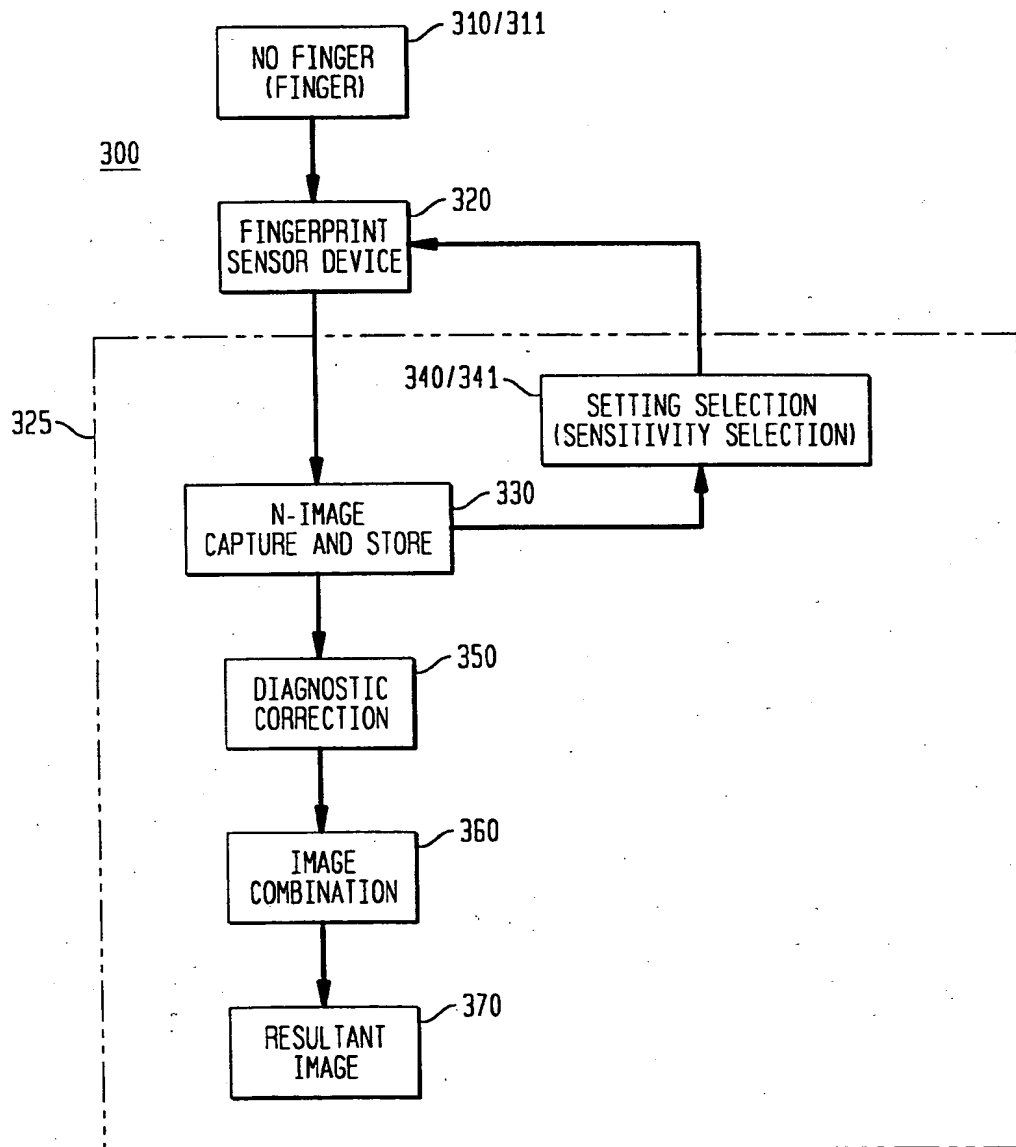 310/311
NO FINGER
(FINGER)
300
320
FINGERPRINT
SENSOR DEVICE
340/341
SETTING SELECTION
(SENSITIVITY SELECTION)
325
330
N-IMAGE
CAPTURE AND STORE
350
DIAGNOSTIC
CORRECTION
360
IMAGE
COMBINATION
370
RESULTANT
IMAGE